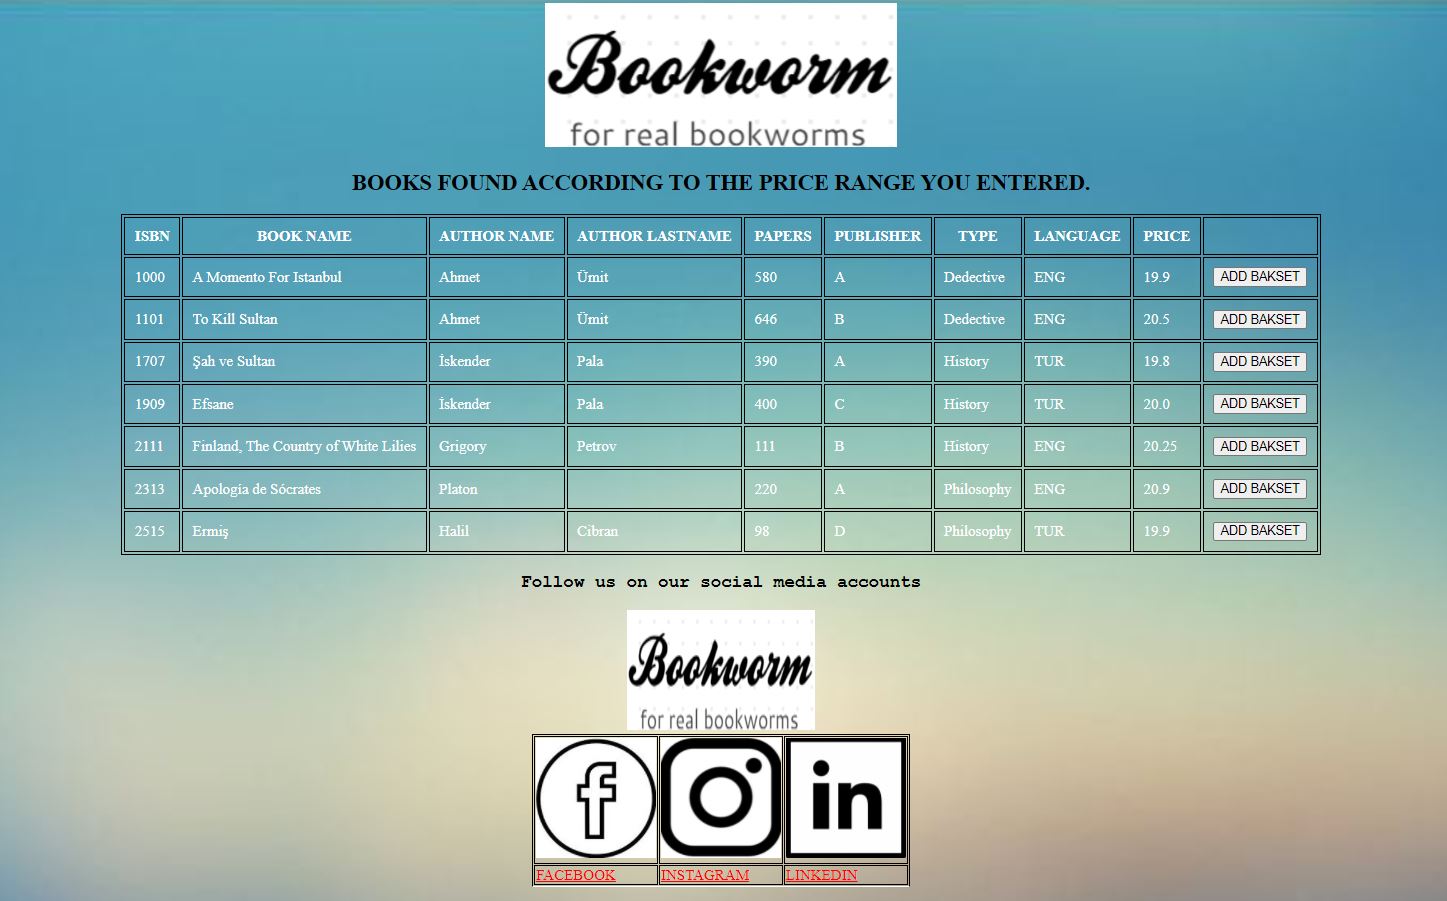 Bookworm
for real bookworms
BOOKS FOUND ACCORDING TO THE PRICE RANGE YOU ENTERED.
ISBN BOOK NAME AUTHOR NAME AUTHOR LASTNAME PAPERS PUBLISHER TYPE LANGUAGE PRICE
1000 A Momento For Istanbul Ahmet Ümit 580 A Dedective ENG 19.9 ADD BAKSET
1101 To Kill Sultan Ahmet Ümit 646 B Dedective ENG 20.5 ADD BAKSET
1707 Şah ve Sultan İskender Pala 390 A History TUR 19.8 ADD BAKSET
1909 Efsane İskender Pala 400 C History TUR 20.0 ADD BAKSET
2111 Finland, The Country of White Lilies Grigory Petrov 111 B History ENG 20.25 ADD BAKSET
2313 Apologia de Sócrates Platon 220 A Philosophy ENG 20.9 ADD BAKSET
2515 Ermiş Halil Cibran 98 D Philosophy TUR 19.9 ADD BAKSET
Follow us on our social media accounts
Bookworm
for real bookworms
f in
FACEBOOK INSTAGRAM LINKEDIN